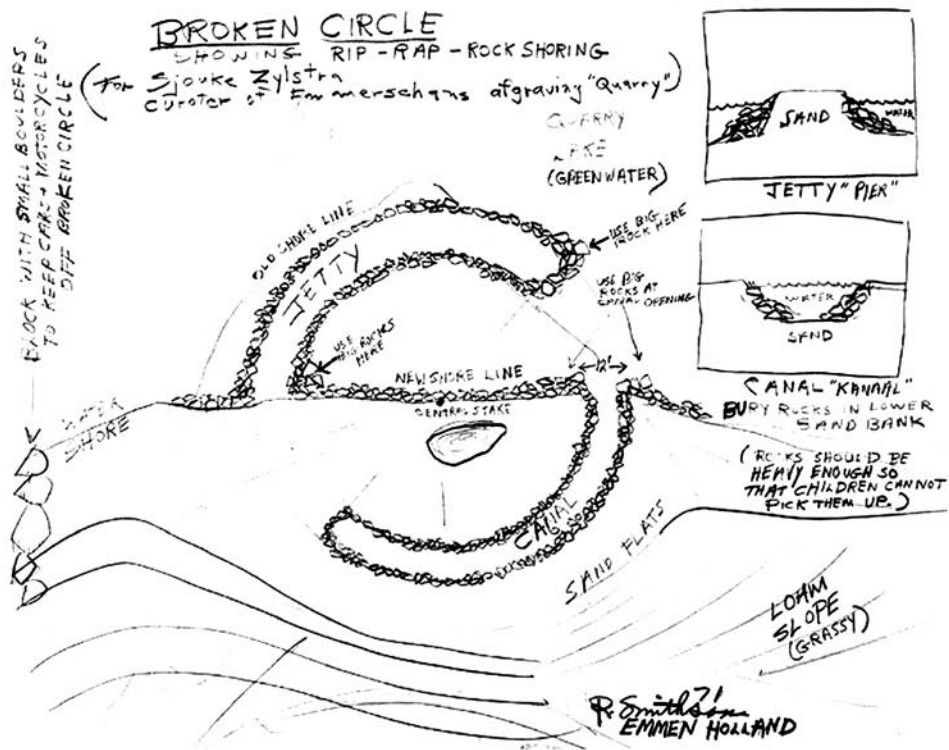 BROKEN CIRCLE
SHOWING RIP-RAP-ROCK SHORING
(For Sjouke Zylstra
curator of Emmerschans afgraving "Quarry")
BLOCK WITH SMALL BOULDERS
TO KEEP CARS + MOTORCYCLES
OFF BROKEN CIRCLE
QUARRY
LAKE
(GREEN WATER)
SAND
WATER
JETTY "PIER"
OLD SHORE LINE
JETTY
USE BIG
ROCK HERE
USE BIG
ROCKS AT
CANAL OPENING
USE
BIG ROCKS
HERE
12'
NEW SHORE LINE
CENTRAL STAKE
WATER
SHORE
WATER
SAND
CANAL "KANAAL"
BURY ROCKS IN LOWER
SAND BANK
(ROCKS SHOULD BE
HEAVY ENOUGH SO
THAT CHILDREN CANNOT
PICK THEM UP.)
CANAL
SAND FLATS
LOAM
SLOPE
(GRASSY)
R. Smithson 71
EMMEN HOLLAND